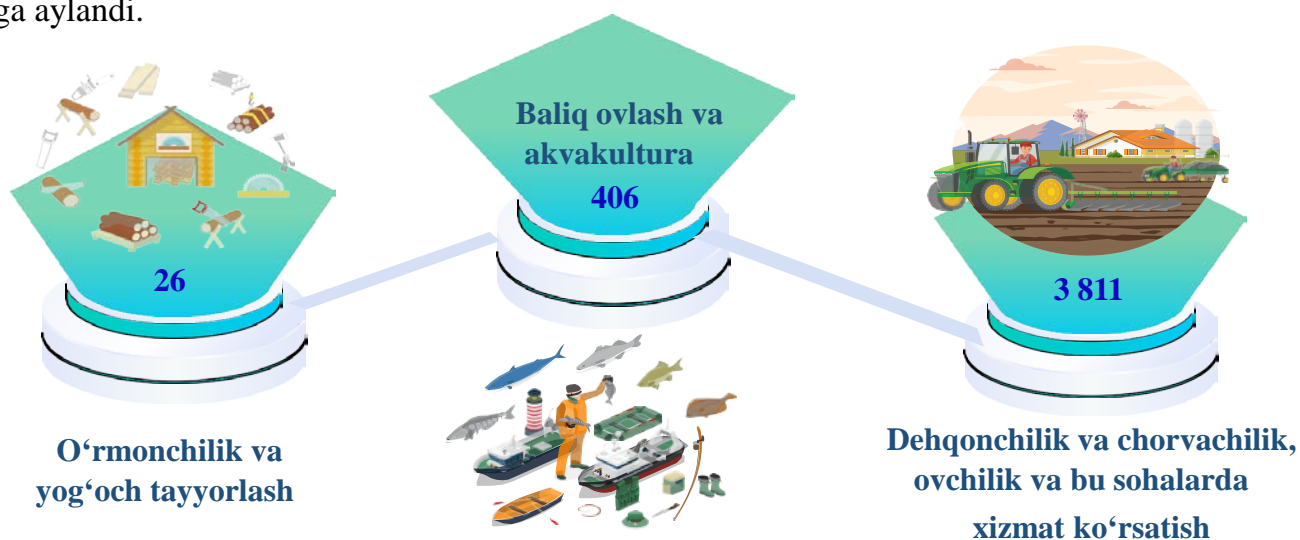 ga aylandi.
Baliq ovlash va
akvakultura
406
26
3 811
O‘rmonchilik va
yog‘och tayyorlash
Dehqonchilik va chorvachilik,
ovchilik va bu sohalarda
xizmat ko‘rsatish